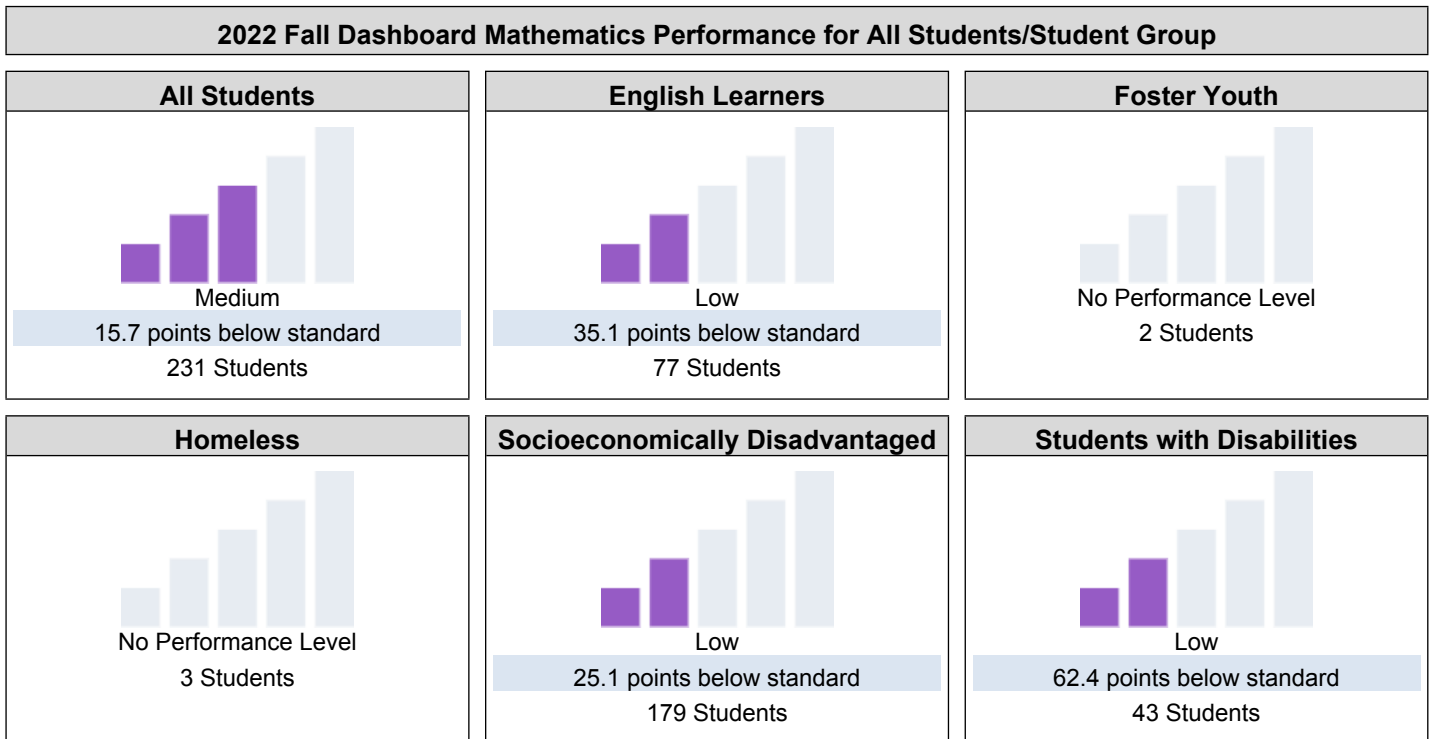 2022 Fall Dashboard Mathematics Performance for All Students/Student Group
All Students
Medium
15.7 points below standard
231 Students
English Learners
Low
35.1 points below standard
77 Students
Foster Youth
No Performance Level
2 Students
Homeless
No Performance Level
3 Students
Socioeconomically Disadvantaged
Low
25.1 points below standard
179 Students
Students with Disabilities
Low
62.4 points below standard
43 Students